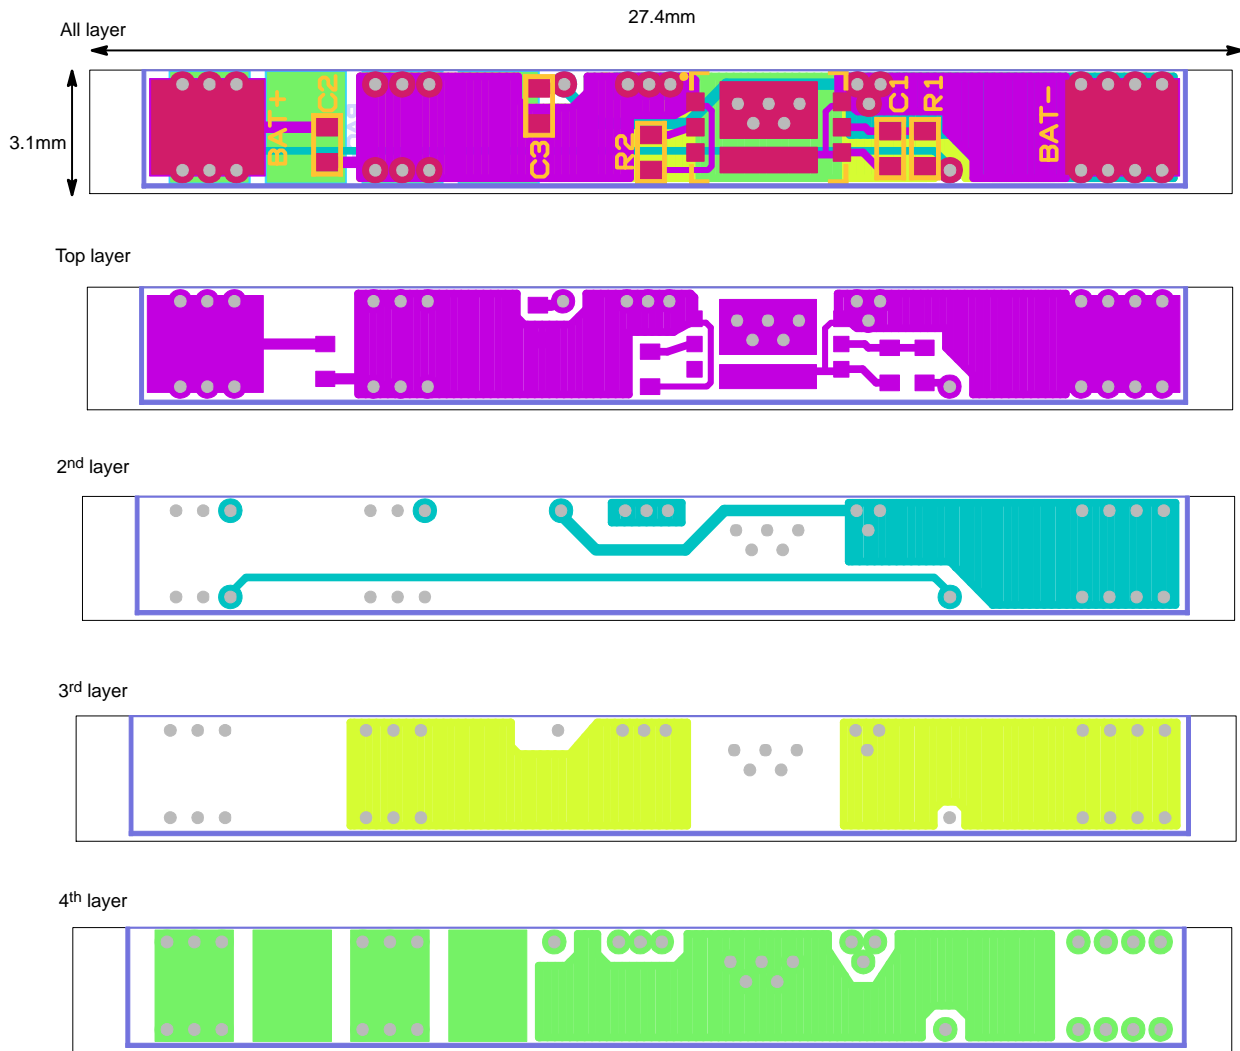 27.4mm
All layer
3.1mm
BAT+
C2
C3
R2
C1
R1
BAT-
Top layer
2nd layer
3rd layer
4th layer